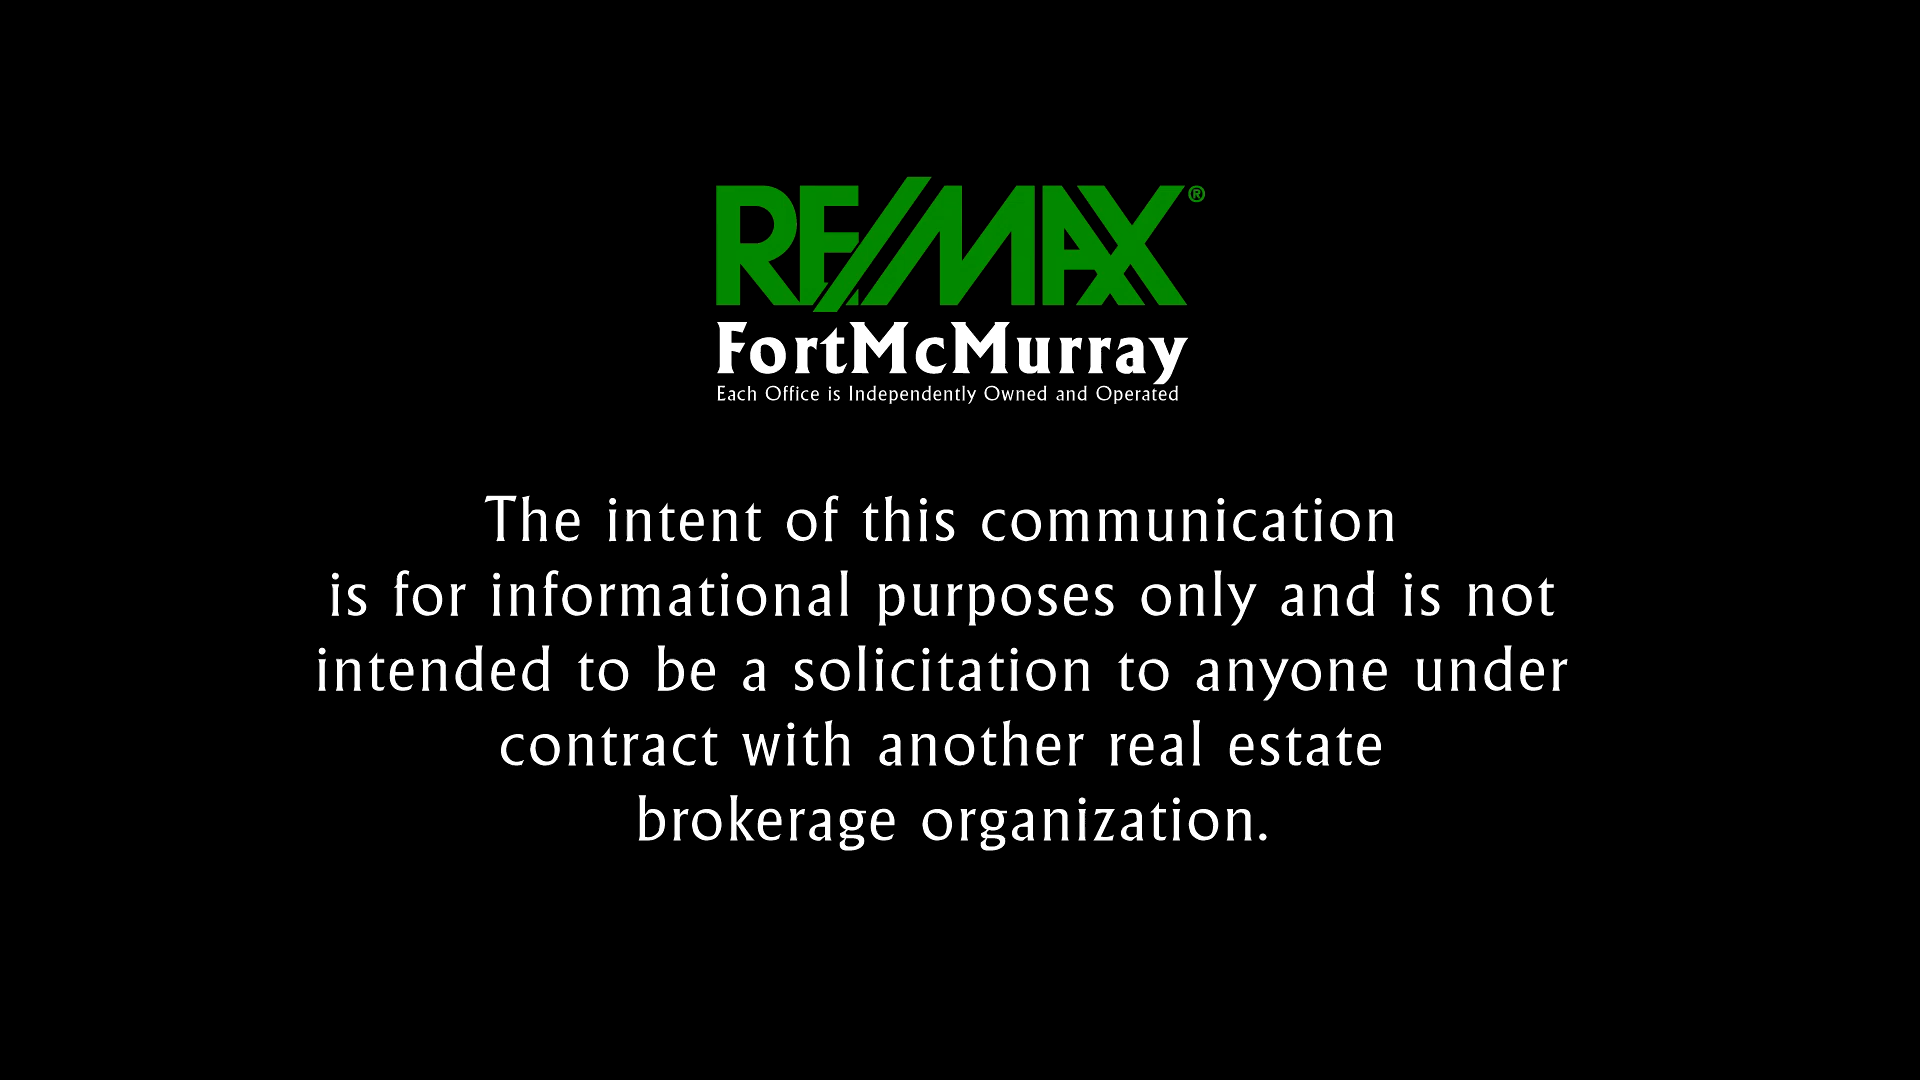 RE/MAX®
FortMcMurray
Each Office is Independently Owned and Operated
The intent of this communication
is for informational purposes only and is not
intended to be a solicitation to anyone under
contract with another real estate
brokerage organization.